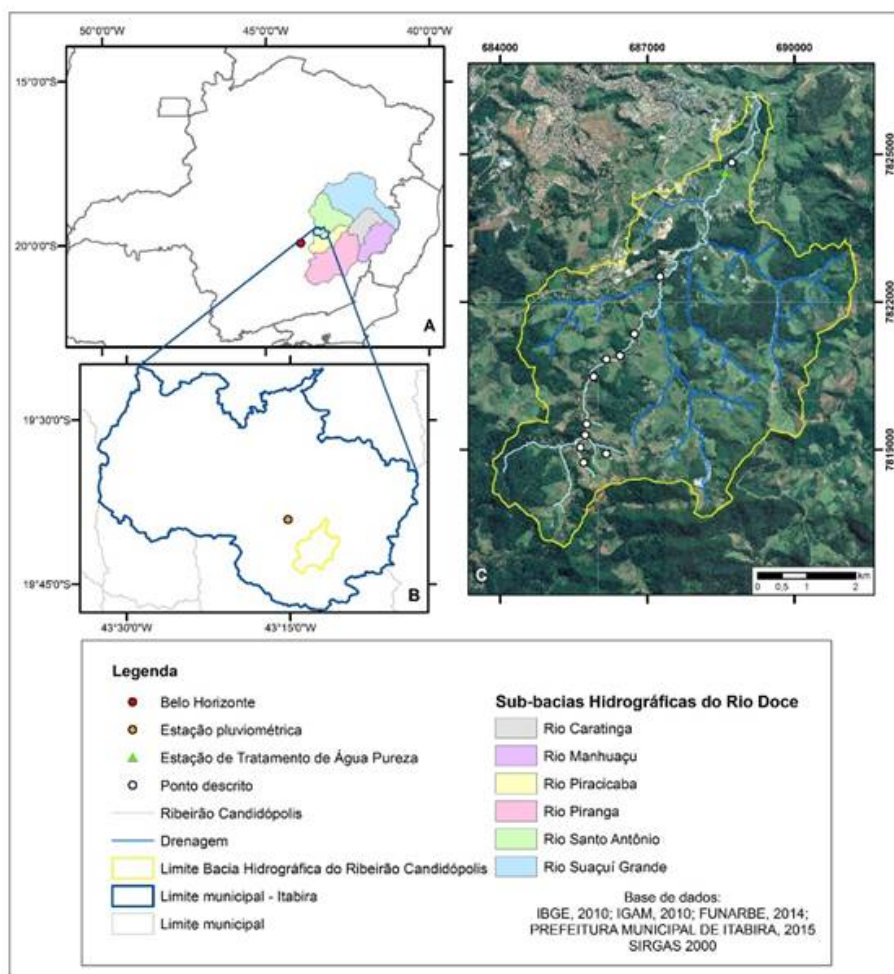 50°0'0"W 45°0'0"W 40°0'0"W
15°0'0"S
20°0'0"S
A
19°30'0"S
19°45'0"S
B
43°30'0"W 43°15'0"W
684000 687000 690000
7825000
7822000
7819000
C
0 0,5 1 2
km
Legenda
Belo Horizonte
Estação pluviométrica
Estação de Tratamento de Água Pureza
Ponto descrito
Ribeirão Candidópolis
Drenagem
Limite Bacia Hidrográfica do Ribeirão Candidópolis
Limite municipal - Itabira
Limite municipal
Sub-bacias Hidrográficas do Rio Doce
Rio Caratinga
Rio Manhuaçu
Rio Piracicaba
Rio Piranga
Rio Santo Antônio
Rio Suaçuí Grande
Base de dados:
IBGE, 2010; IGAM, 2010; FUNARBE, 2014;
PREFEITURA MUNICIPAL DE ITABIRA, 2015
SIRGAS 2000